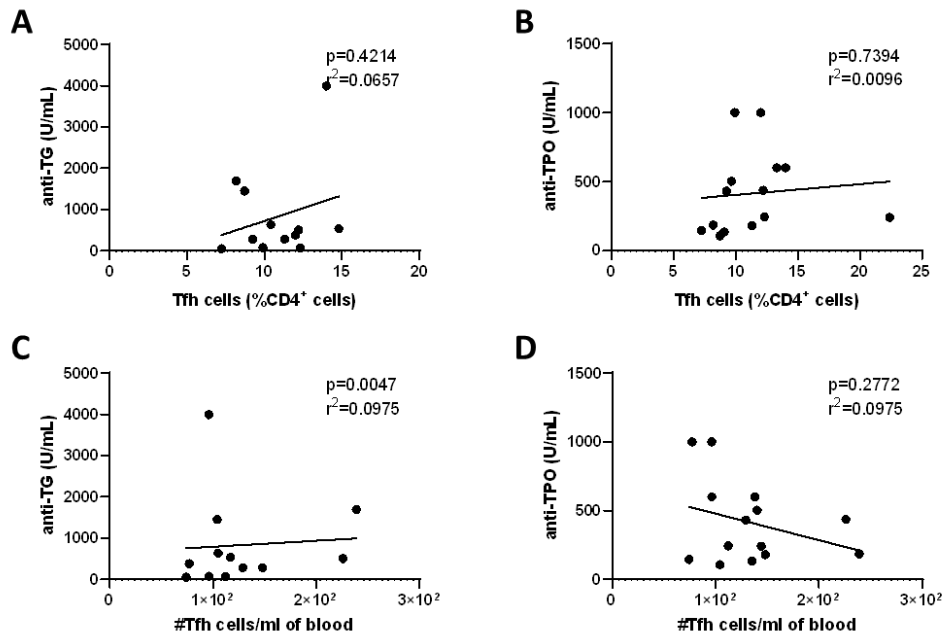 A
p=0.4214
r²=0.0657
anti-TG (U/mL)
5000
4000
3000
2000
1000
0
0 5 10 15 20
Tfh cells (%CD4⁺ cells)
B
p=0.7394
r²=0.0096
anti-TPO (U/mL)
1500
1000
500
0
0 5 10 15 20 25
Tfh cells (%CD4⁺ cells)
C
p=0.0047
r²=0.0975
anti-TG (U/mL)
5000
4000
3000
2000
1000
0
0 1×10² 2×10² 3×10²
#Tfh cells/ml of blood
D
p=0.2772
r²=0.0975
anti-TPO (U/mL)
1500
1000
500
0
0 1×10² 2×10² 3×10²
#Tfh cells/ml of blood